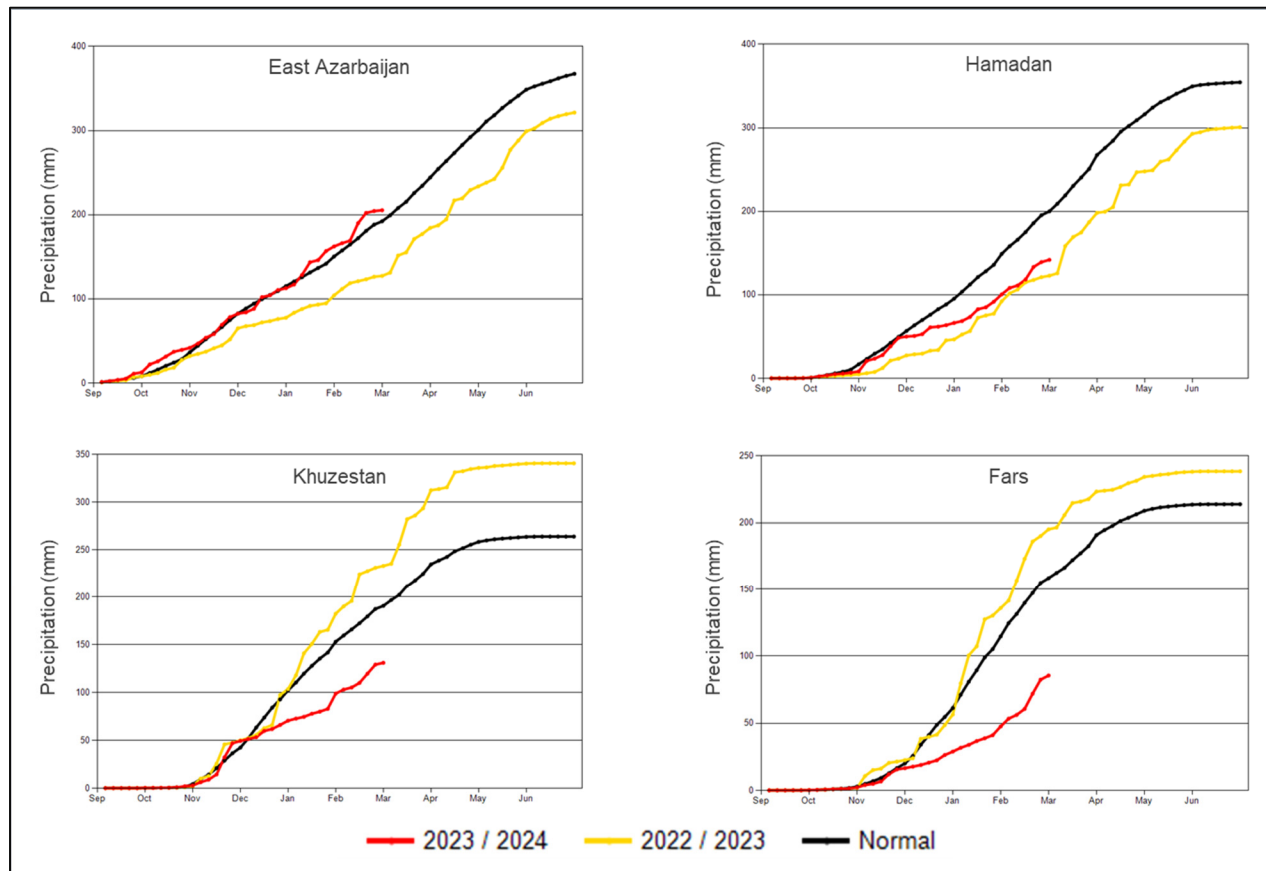 East Azarbaijan
Precipitation (mm)
400
300
200
100
0
Sep Oct Nov Dec Jan Feb Mar Apr May Jun
Hamadan
Precipitation (mm)
400
300
200
100
0
Sep Oct Nov Dec Jan Feb Mar Apr May Jun
Khuzestan
Precipitation (mm)
350
300
250
200
150
100
50
0
Sep Oct Nov Dec Jan Feb Mar Apr May Jun
Fars
Precipitation (mm)
250
200
150
100
50
0
Sep Oct Nov Dec Jan Feb Mar Apr May Jun
2023 / 2024 2022 / 2023 Normal